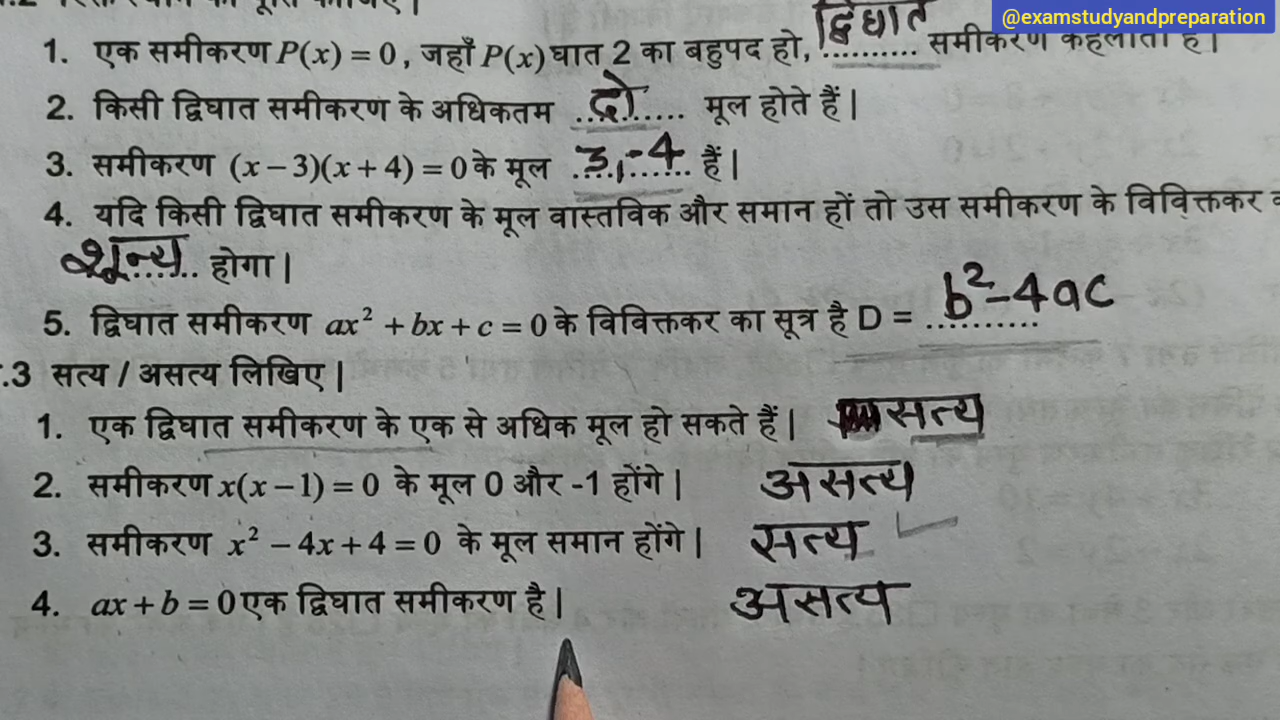 @examstudyandpreparation
1. एक समीकरण P(x) = 0, जहाँ P(x) घात 2 का बहुपद हो, द्विघात समीकरण कहलाता है।
2. किसी द्विघात समीकरण के अधिकतम दो मूल होते हैं।
3. समीकरण (x − 3)(x + 4) = 0 के मूल 3, -4 हैं।
4. यदि किसी द्विघात समीकरण के मूल वास्तविक और समान हों तो उस समीकरण के विविक्तकर
शून्य होगा।
5. द्विघात समीकरण ax² + bx + c = 0 के विविक्तकर का सूत्र है D = b² − 4ac
.3 सत्य / असत्य लिखिए।
1. एक द्विघात समीकरण के एक से अधिक मूल हो सकते हैं। सत्य
2. समीकरण x(x − 1) = 0 के मूल 0 और -1 होंगे। असत्य
3. समीकरण x² − 4x + 4 = 0 के मूल समान होंगे। सत्य
4. ax + b = 0 एक द्विघात समीकरण है। असत्य